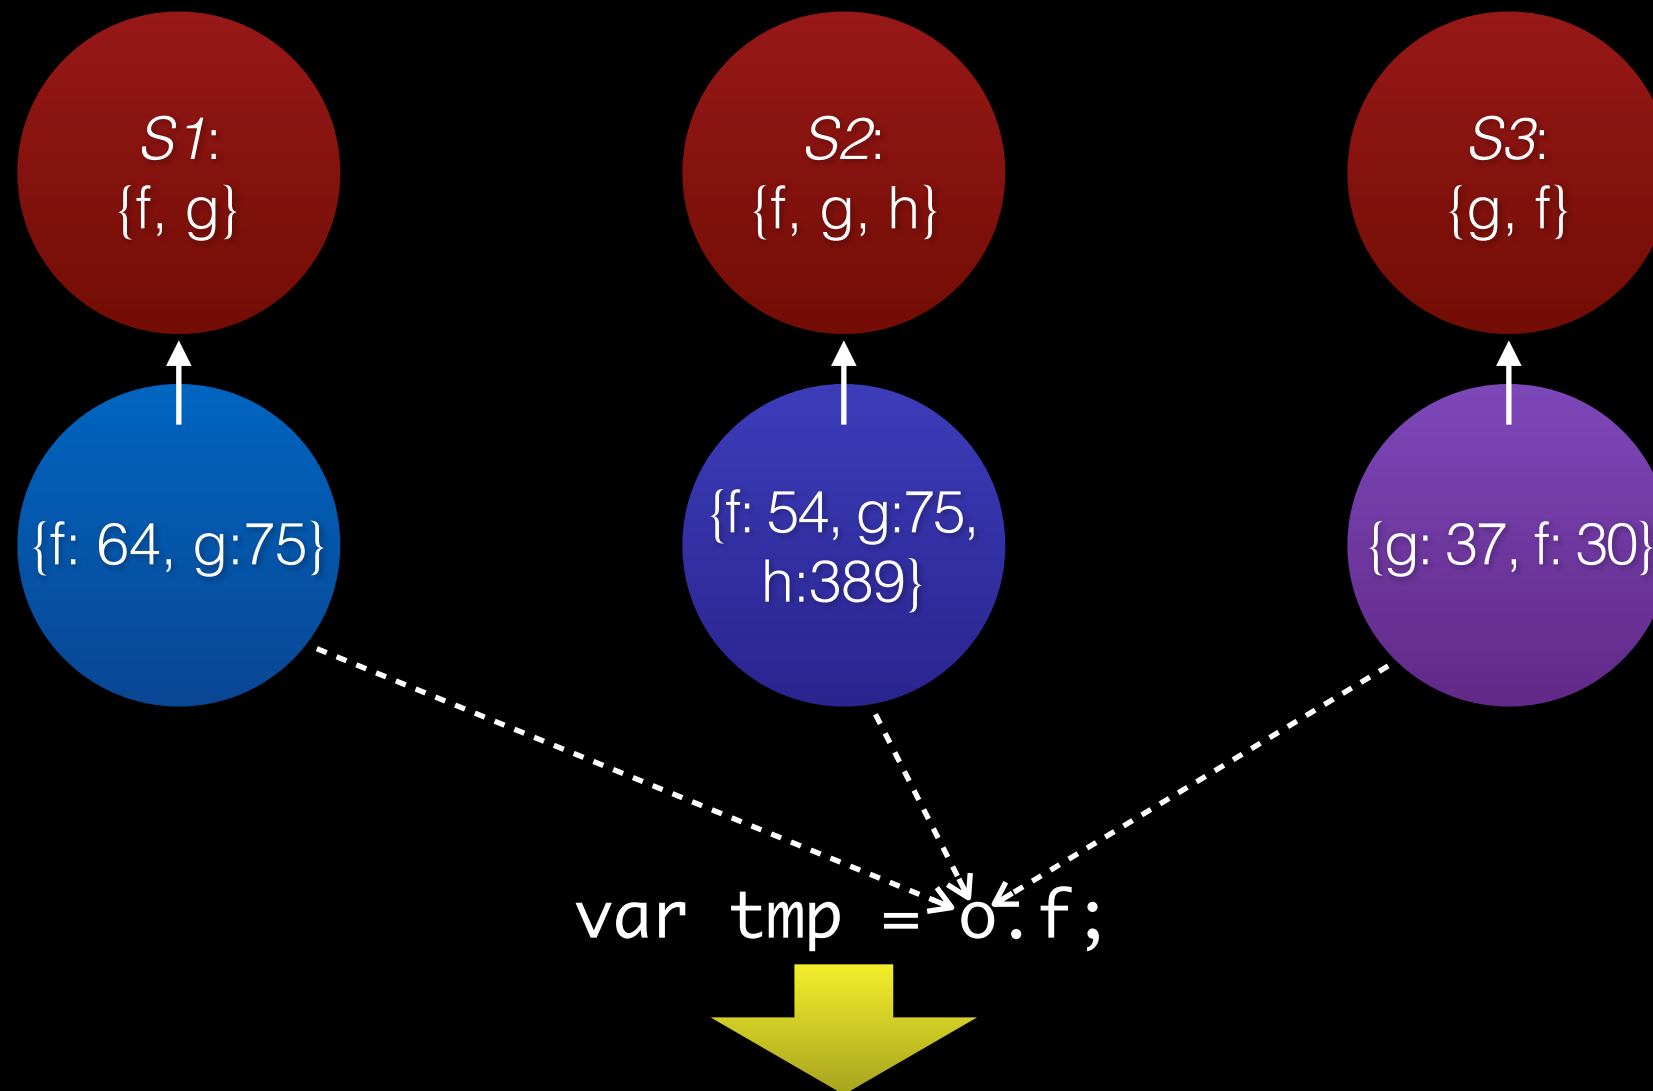 S1:
{f, g}
S2:
{f, g, h}
S3:
{g, f}
{f: 64, g:75}
{f: 54, g:75,
h:389}
{g: 37, f: 30}
var tmp = o.f;